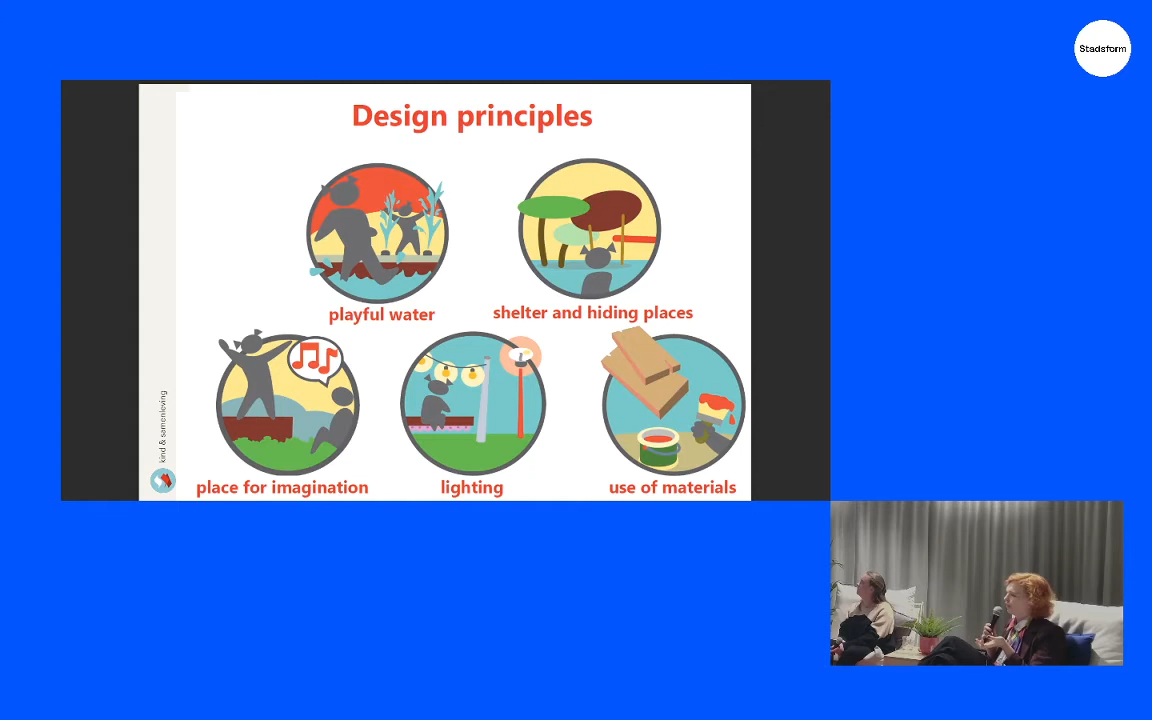 Stadsform
Design principles
playful water
shelter and hiding places
place for imagination
lighting
use of materials
kind & samenleving